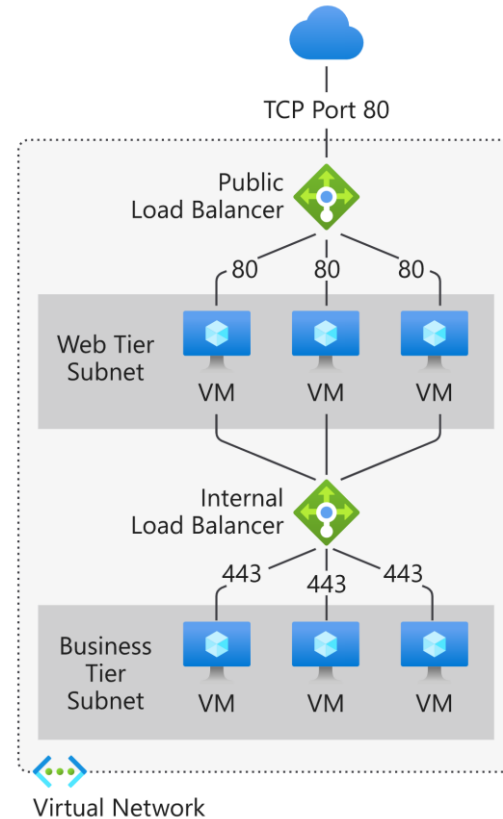 TCP Port 80
Public
Load Balancer
80
80
80
Web Tier
Subnet
VM
VM
VM
Internal
Load Balancer
443
443
443
Business
Tier
Subnet
VM
VM
VM
Virtual Network